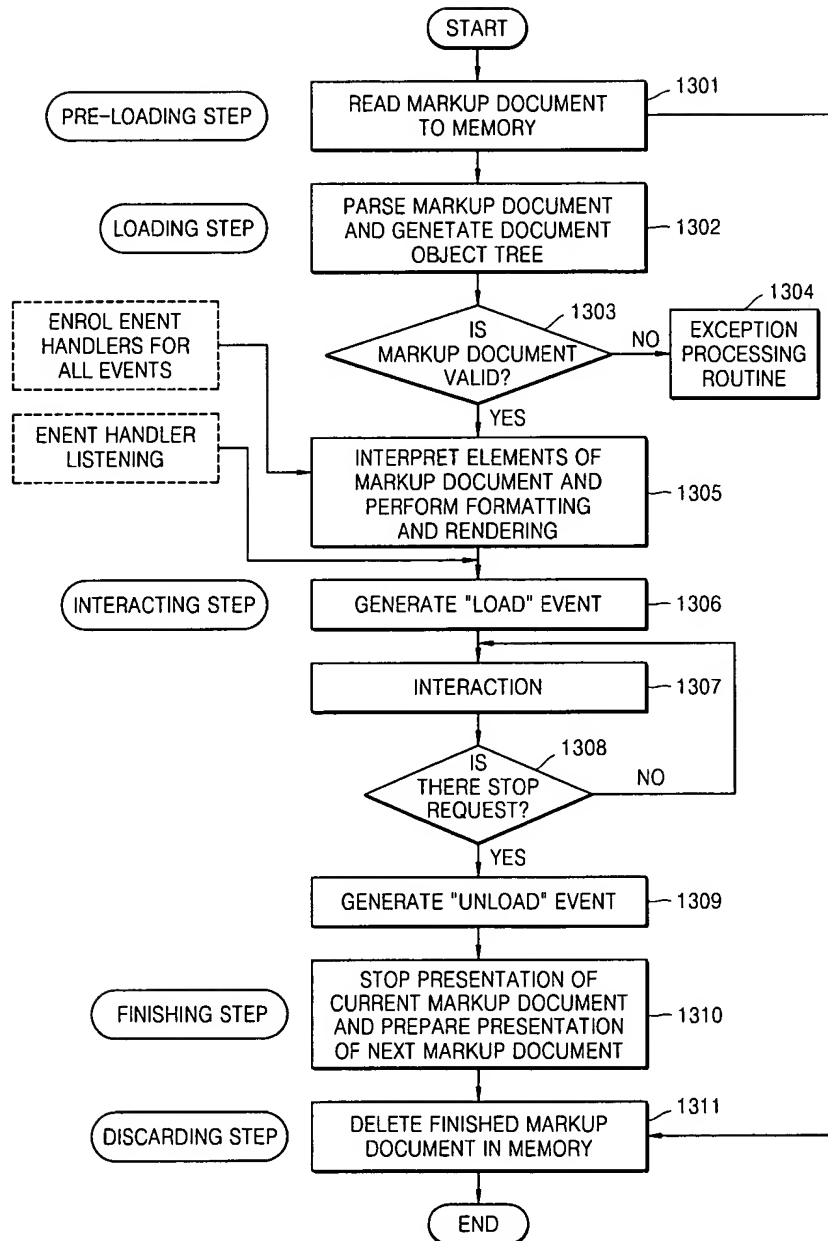 START
PRE-LOADING STEP
READ MARKUP DOCUMENT
TO MEMORY
1301
LOADING STEP
PARSE MARKUP DOCUMENT
AND GENETATE DOCUMENT
OBJECT TREE
1302
ENROL ENENT
HANDLERS FOR
ALL EVENTS
IS
MARKUP DOCUMENT
VALID?
1303
NO
1304
EXCEPTION
PROCESSING
ROUTINE
YES
ENENT HANDLER
LISTENING
INTERPRET ELEMENTS OF
MARKUP DOCUMENT AND
PERFORM FORMATTING
AND RENDERING
1305
INTERACTING STEP
GENERATE "LOAD" EVENT
1306
INTERACTION
1307
IS
THERE STOP
REQUEST?
1308
NO
YES
GENERATE "UNLOAD" EVENT
1309
FINISHING STEP
STOP PRESENTATION OF
CURRENT MARKUP DOCUMENT
AND PREPARE PRESENTATION
OF NEXT MARKUP DOCUMENT
1310
DISCARDING STEP
DELETE FINISHED MARKUP
DOCUMENT IN MEMORY
1311
END